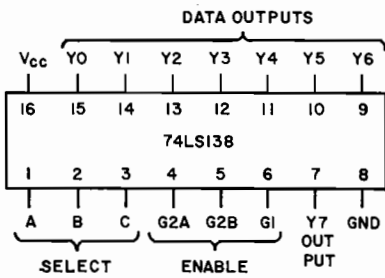 DATA OUTPUTS
Vcc Y0 Y1 Y2 Y3 Y4 Y5 Y6
16 15 14 13 12 11 10 9
74LS138
1 2 3 4 5 6 7 8
A B C G2A G2B G1 Y7 GND
OUT
PUT
SELECT ENABLE